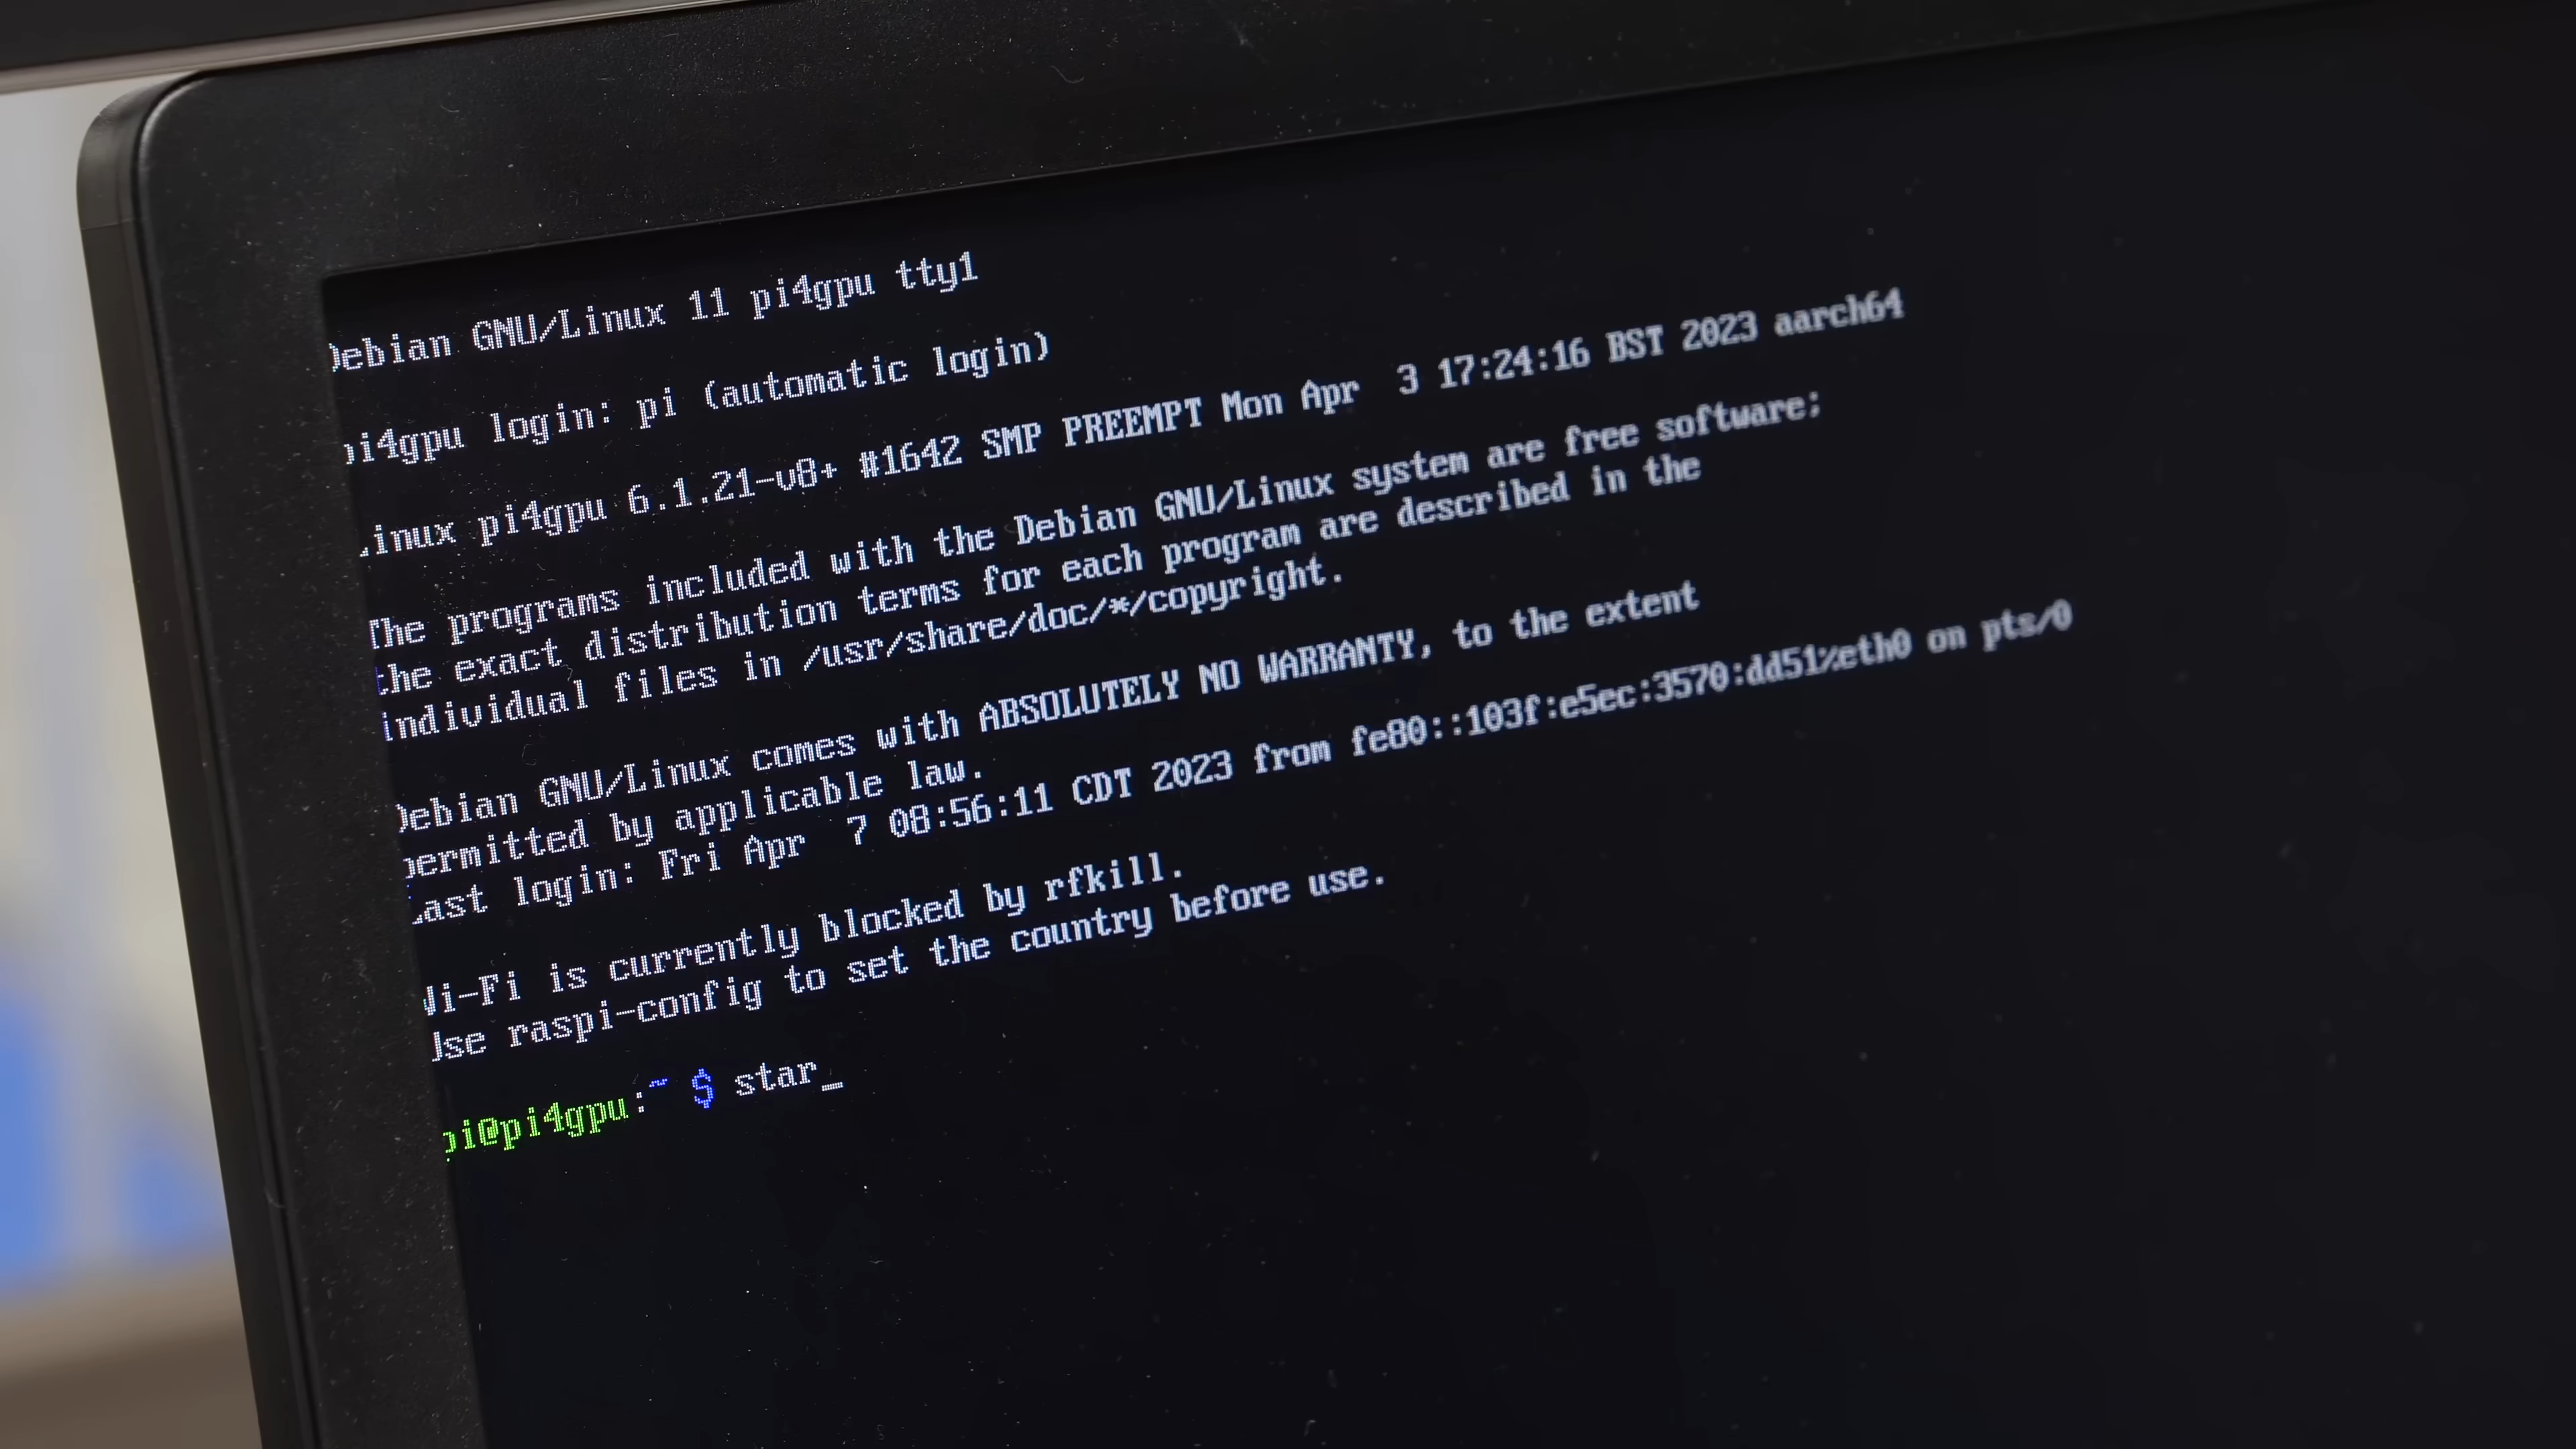 Debian GNU/Linux 11 pi4gpu tty1
pi4gpu login: pi (automatic login)
Linux pi4gpu 6.1.21-v8+ #1642 SMP PREEMPT Mon Apr  3 17:24:16 BST 2023 aarch64
The programs included with the Debian GNU/Linux system are free software;
the exact distribution terms for each program are described in the
individual files in /usr/share/doc/*/copyright.
Debian GNU/Linux comes with ABSOLUTELY NO WARRANTY, to the extent
permitted by applicable law.
Last login: Fri Apr  7 08:56:11 CDT 2023 from fe80::103f:e5ec:3570:dd51%eth0 on pts/0
Wi-Fi is currently blocked by rfkill.
Use raspi-config to set the country before use.
pi@pi4gpu:~ $ star_